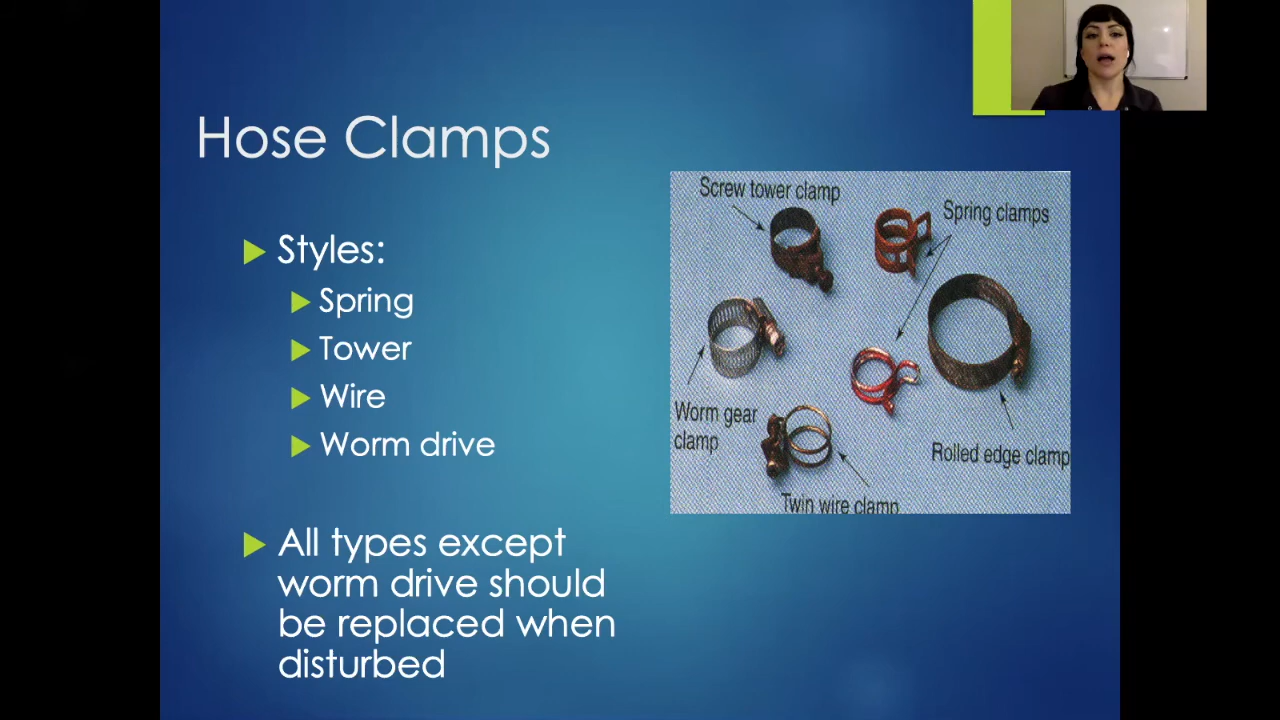 Hose Clamps
Styles:
Spring
Tower
Wire
Worm drive
All types except
worm drive should
be replaced when
disturbed
Screw tower clamp
Spring clamps
Worm gear
clamp
Rolled edge clamp
Twin wire clamp